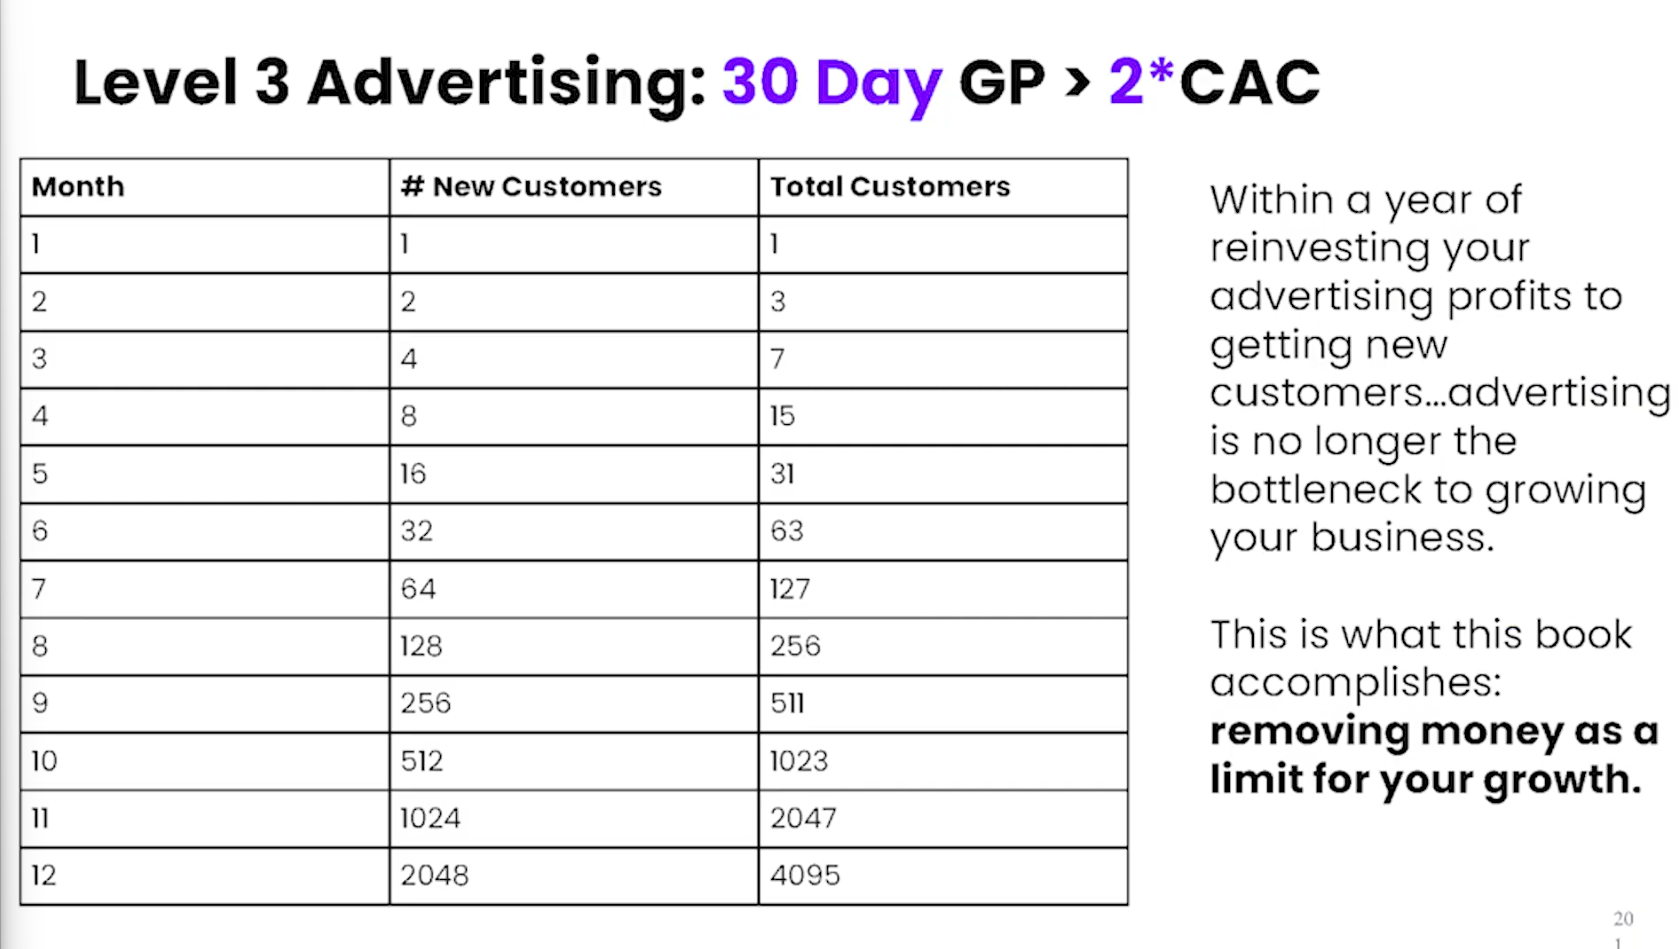 Level 3 Advertising: 30 Day GP > 2*CAC
Month # New Customers Total Customers
1 1 1
2 2 3
3 4 7
4 8 15
5 16 31
6 32 63
7 64 127
8 128 256
9 256 511
10 512 1023
11 1024 2047
12 2048 4095
Within a year of
reinvesting your
advertising profits to
getting new
customers...advertising
is no longer the
bottleneck to growing
your business.
This is what this book
accomplishes:
removing money as a
limit for your growth.
20
1